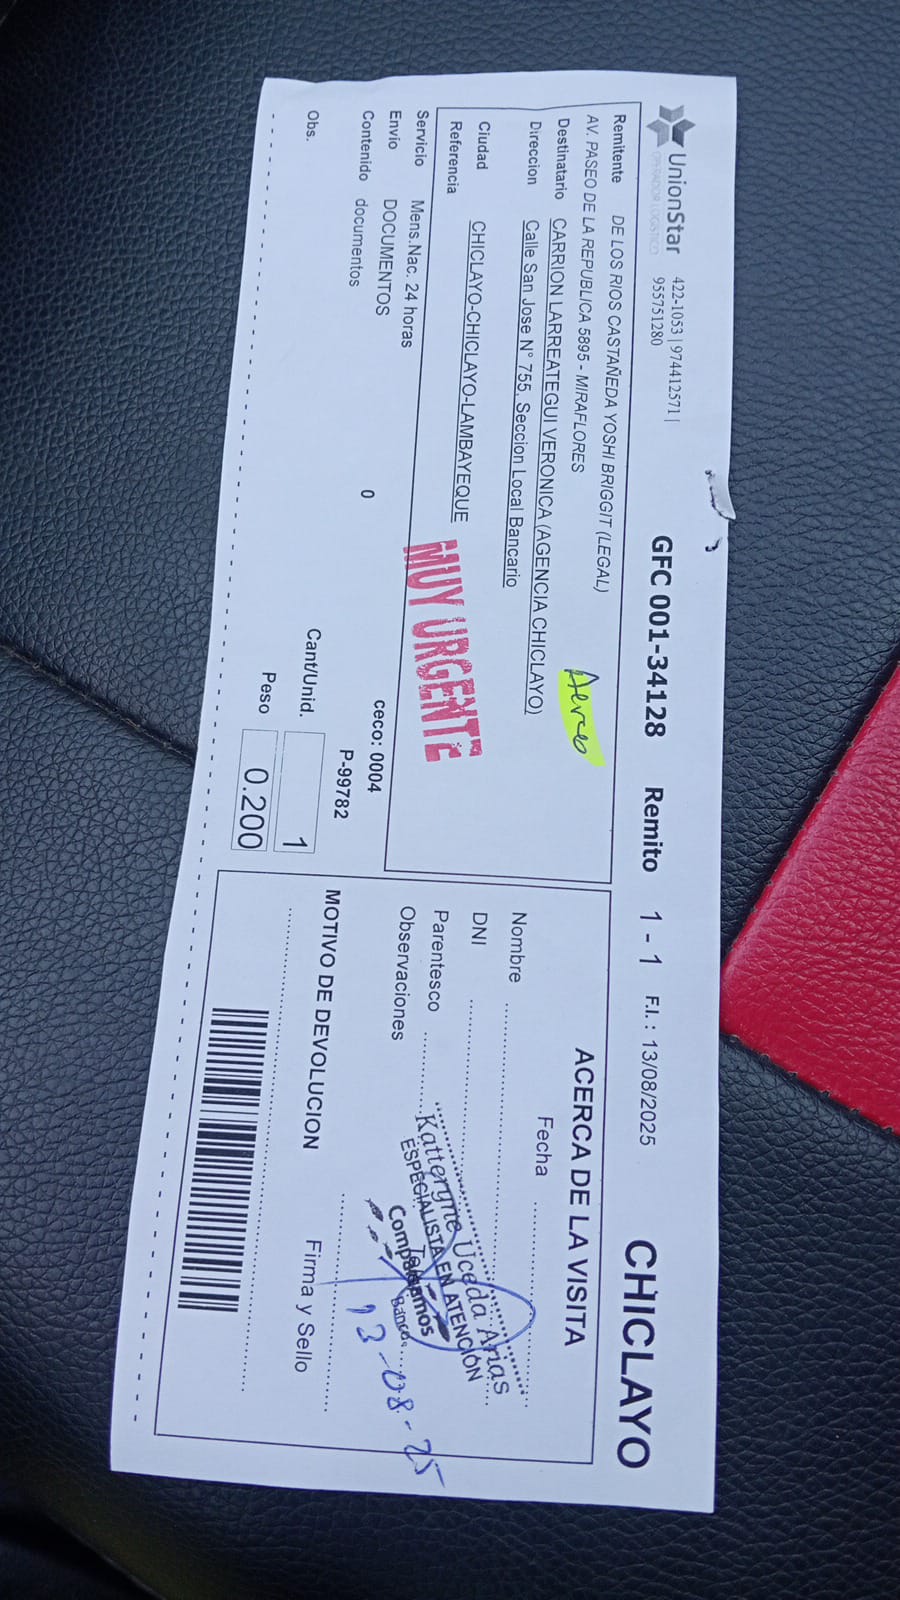 UnionStar
OPERADOR LOGISTICO
422-1053 | 974412571 |
955751280
GFC 001-34128 Remito 1 - 1 F.I. : 13/08/2025 CHICLAYO
Remitente DE LOS RIOS CASTAÑEDA YOSHI BRIGGIT (LEGAL)
AV. PASEO DE LA REPUBLICA 5895 - MIRAFLORES
Aereo
Destinatario CARRION LARREATEGUI VERONICA (AGENCIA CHICLAYO)
Direccion Calle San Jose N° 755, Seccion Local Bancario
Ciudad CHICLAYO-CHICLAYO-LAMBAYEQUE
Referencia
MUY URGENTE
Servicio Mens.Nac. 24 horas
Envio DOCUMENTOS
Contenido documentos 0
ceco: 0004
P-99782
Obs.
Cant/Unid. 1
Peso 0.200
ACERCA DE LA VISITA
Fecha
Nombre
DNI
Parentesco
Observaciones
Katteryne Uceda Arias
ESPECIALISTA EN ATENCIÓN
Compartamos
Banco
13-08-25
MOTIVO DE DEVOLUCION
Firma y Sello